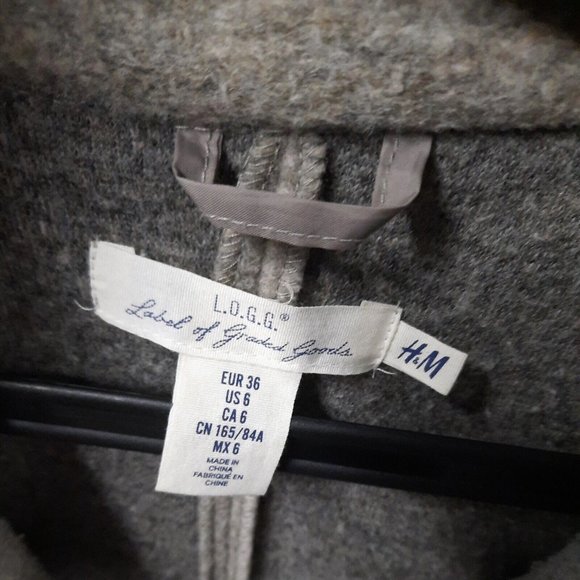 L.O.G.G.®
Label of Graded Goods
H&M
EUR 36
US 6
CA 6
CN 165/84A
MX 6
MADE IN
CHINA
FABRIQUÉ EN
CHINE